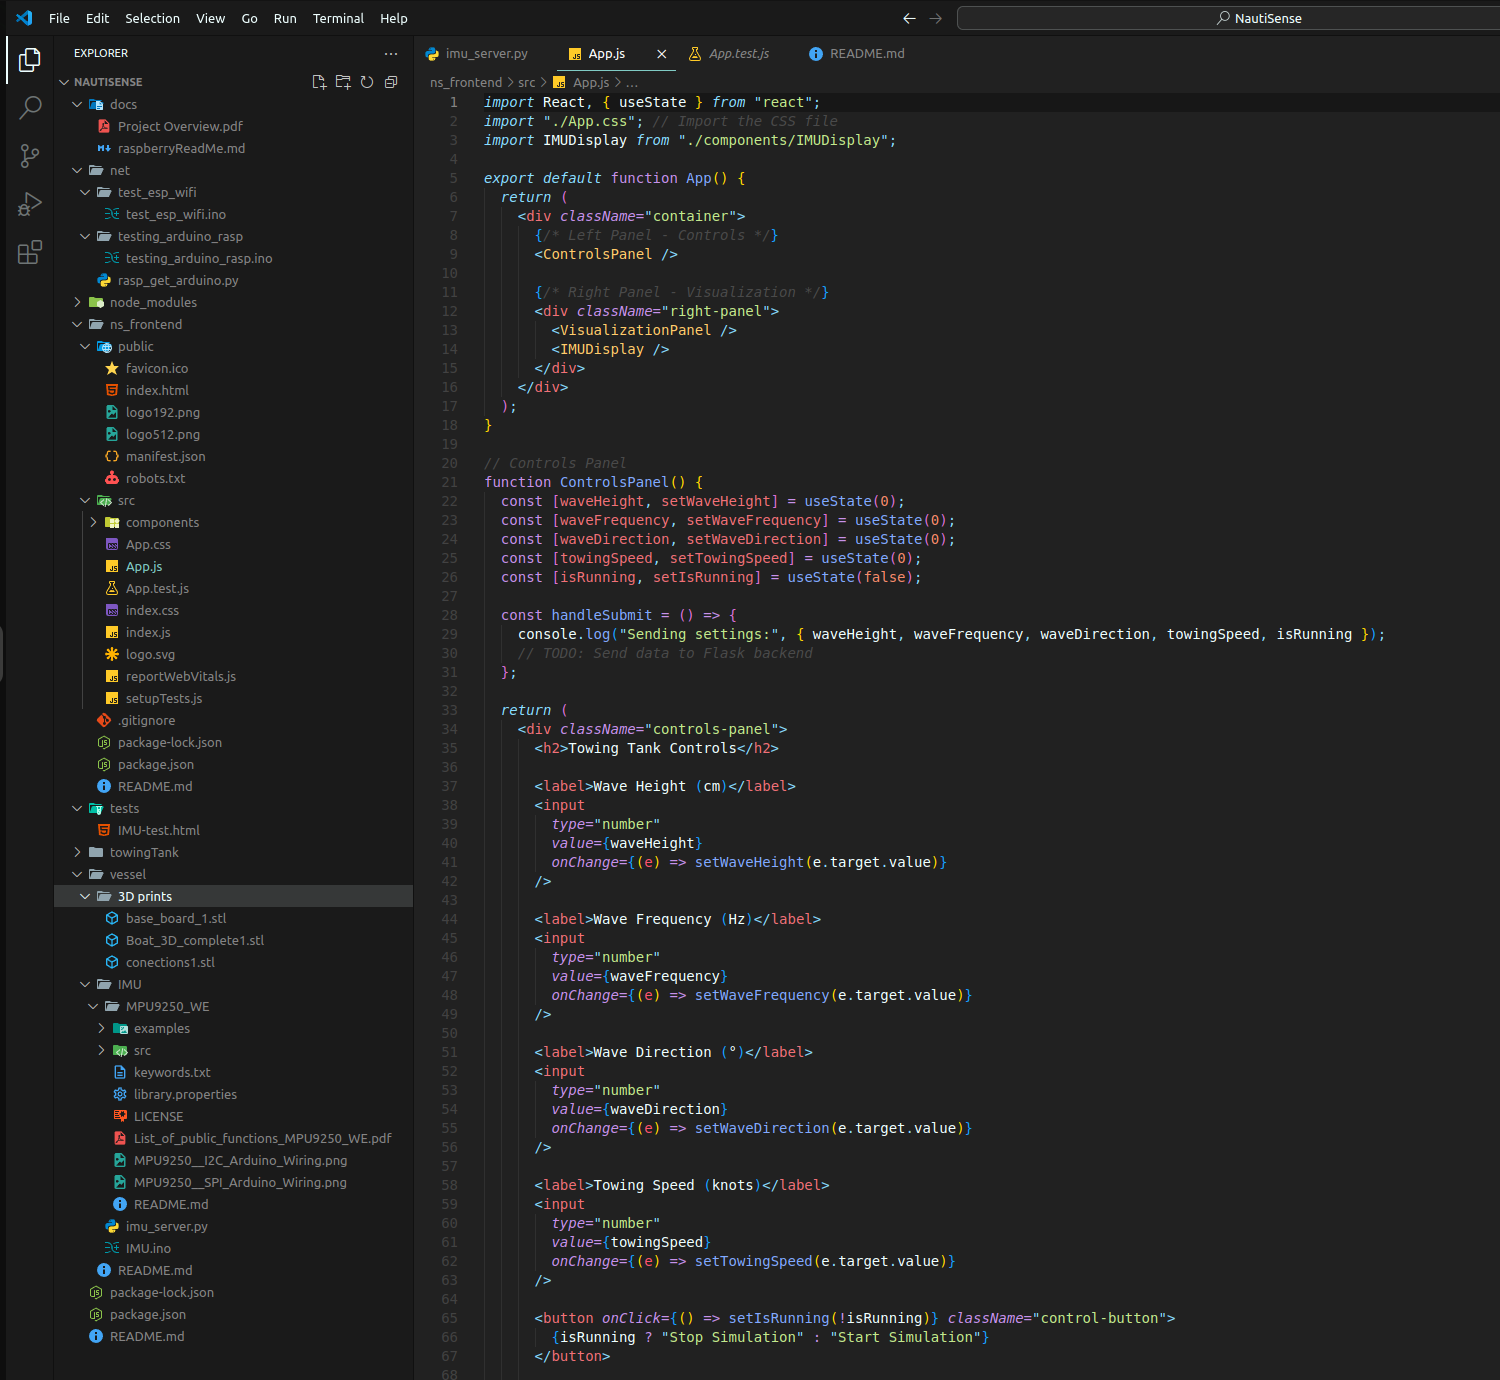 File Edit Selection View Go Run Terminal Help
NautiSense
EXPLORER
NAUTISENSE
docs
Project Overview.pdf
raspberryReadMe.md
net
test_esp_wifi
test_esp_wifi.ino
testing_arduino_rasp
testing_arduino_rasp.ino
rasp_get_arduino.py
node_modules
ns_frontend
public
favicon.ico
index.html
logo192.png
logo512.png
manifest.json
robots.txt
src
components
App.css
App.js
App.test.js
index.css
index.js
logo.svg
reportWebVitals.js
setupTests.js
.gitignore
package-lock.json
package.json
README.md
tests
IMU-test.html
towingTank
vessel
3D prints
base_board_1.stl
Boat_3D_complete1.stl
conections1.stl
IMU
MPU9250_WE
examples
src
keywords.txt
library.properties
LICENSE
List_of_public_functions_MPU9250_WE.pdf
MPU9250__I2C_Arduino_Wiring.png
MPU9250__SPI_Arduino_Wiring.png
README.md
imu_server.py
IMU.ino
README.md
package-lock.json
package.json
README.md
imu_server.py App.js App.test.js README.md
ns_frontend > src > App.js > ...
1 import React, { useState } from "react";
2 import "./App.css"; // Import the CSS file
3 import IMUDisplay from "./components/IMUDisplay";
4
5 export default function App() {
6 return (
7 <div className="container">
8 {/* Left Panel - Controls */}
9 <ControlsPanel />
10
11 {/* Right Panel - Visualization */}
12 <div className="right-panel">
13 <VisualizationPanel />
14 <IMUDisplay />
15 </div>
16 </div>
17 );
18 }
19
20 // Controls Panel
21 function ControlsPanel() {
22 const [waveHeight, setWaveHeight] = useState(0);
23 const [waveFrequency, setWaveFrequency] = useState(0);
24 const [waveDirection, setWaveDirection] = useState(0);
25 const [towingSpeed, setTowingSpeed] = useState(0);
26 const [isRunning, setIsRunning] = useState(false);
27
28 const handleSubmit = () => {
29 console.log("Sending settings:", { waveHeight, waveFrequency, waveDirection, towingSpeed, isRunning });
30 // TODO: Send data to Flask backend
31 };
32
33 return (
34 <div className="controls-panel">
35 <h2>Towing Tank Controls</h2>
36
37 <label>Wave Height (cm)</label>
38 <input
39 type="number"
40 value={waveHeight}
41 onChange={(e) => setWaveHeight(e.target.value)}
42 />
43
44 <label>Wave Frequency (Hz)</label>
45 <input
46 type="number"
47 value={waveFrequency}
48 onChange={(e) => setWaveFrequency(e.target.value)}
49 />
50
51 <label>Wave Direction (°)</label>
52 <input
53 type="number"
54 value={waveDirection}
55 onChange={(e) => setWaveDirection(e.target.value)}
56 />
57
58 <label>Towing Speed (knots)</label>
59 <input
60 type="number"
61 value={towingSpeed}
62 onChange={(e) => setTowingSpeed(e.target.value)}
63 />
64
65 <button onClick={() => setIsRunning(!isRunning)} className="control-button">
66 {isRunning ? "Stop Simulation" : "Start Simulation"}
67 </button>
68